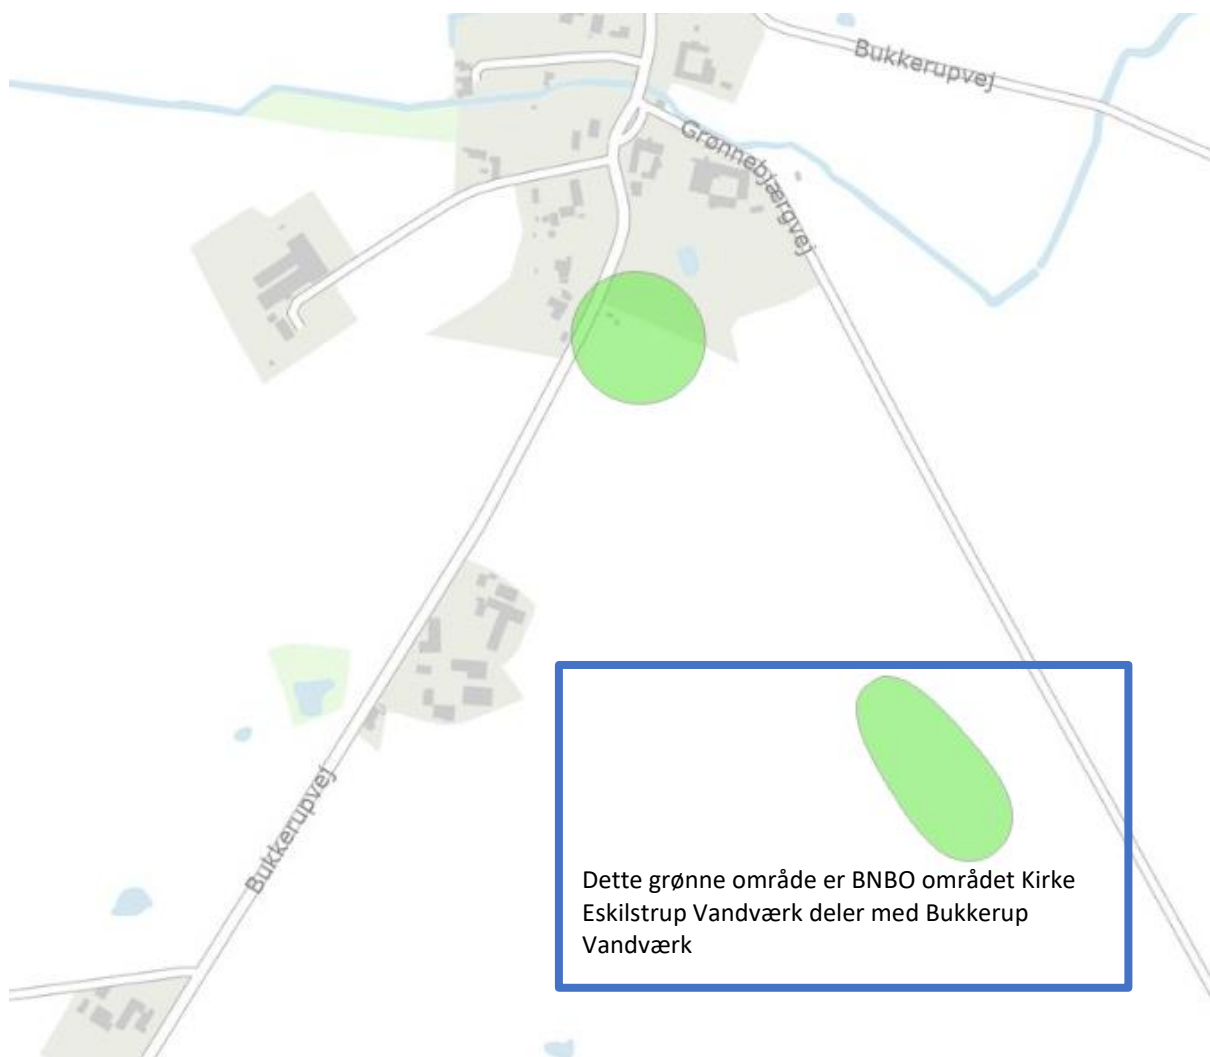 Bukkerupvej
Grønnebjærgvej
Bukkerupvej
Dette grønne område er BNBO området Kirke
Eskilstrup Vandværk deler med Bukkerup
Vandværk